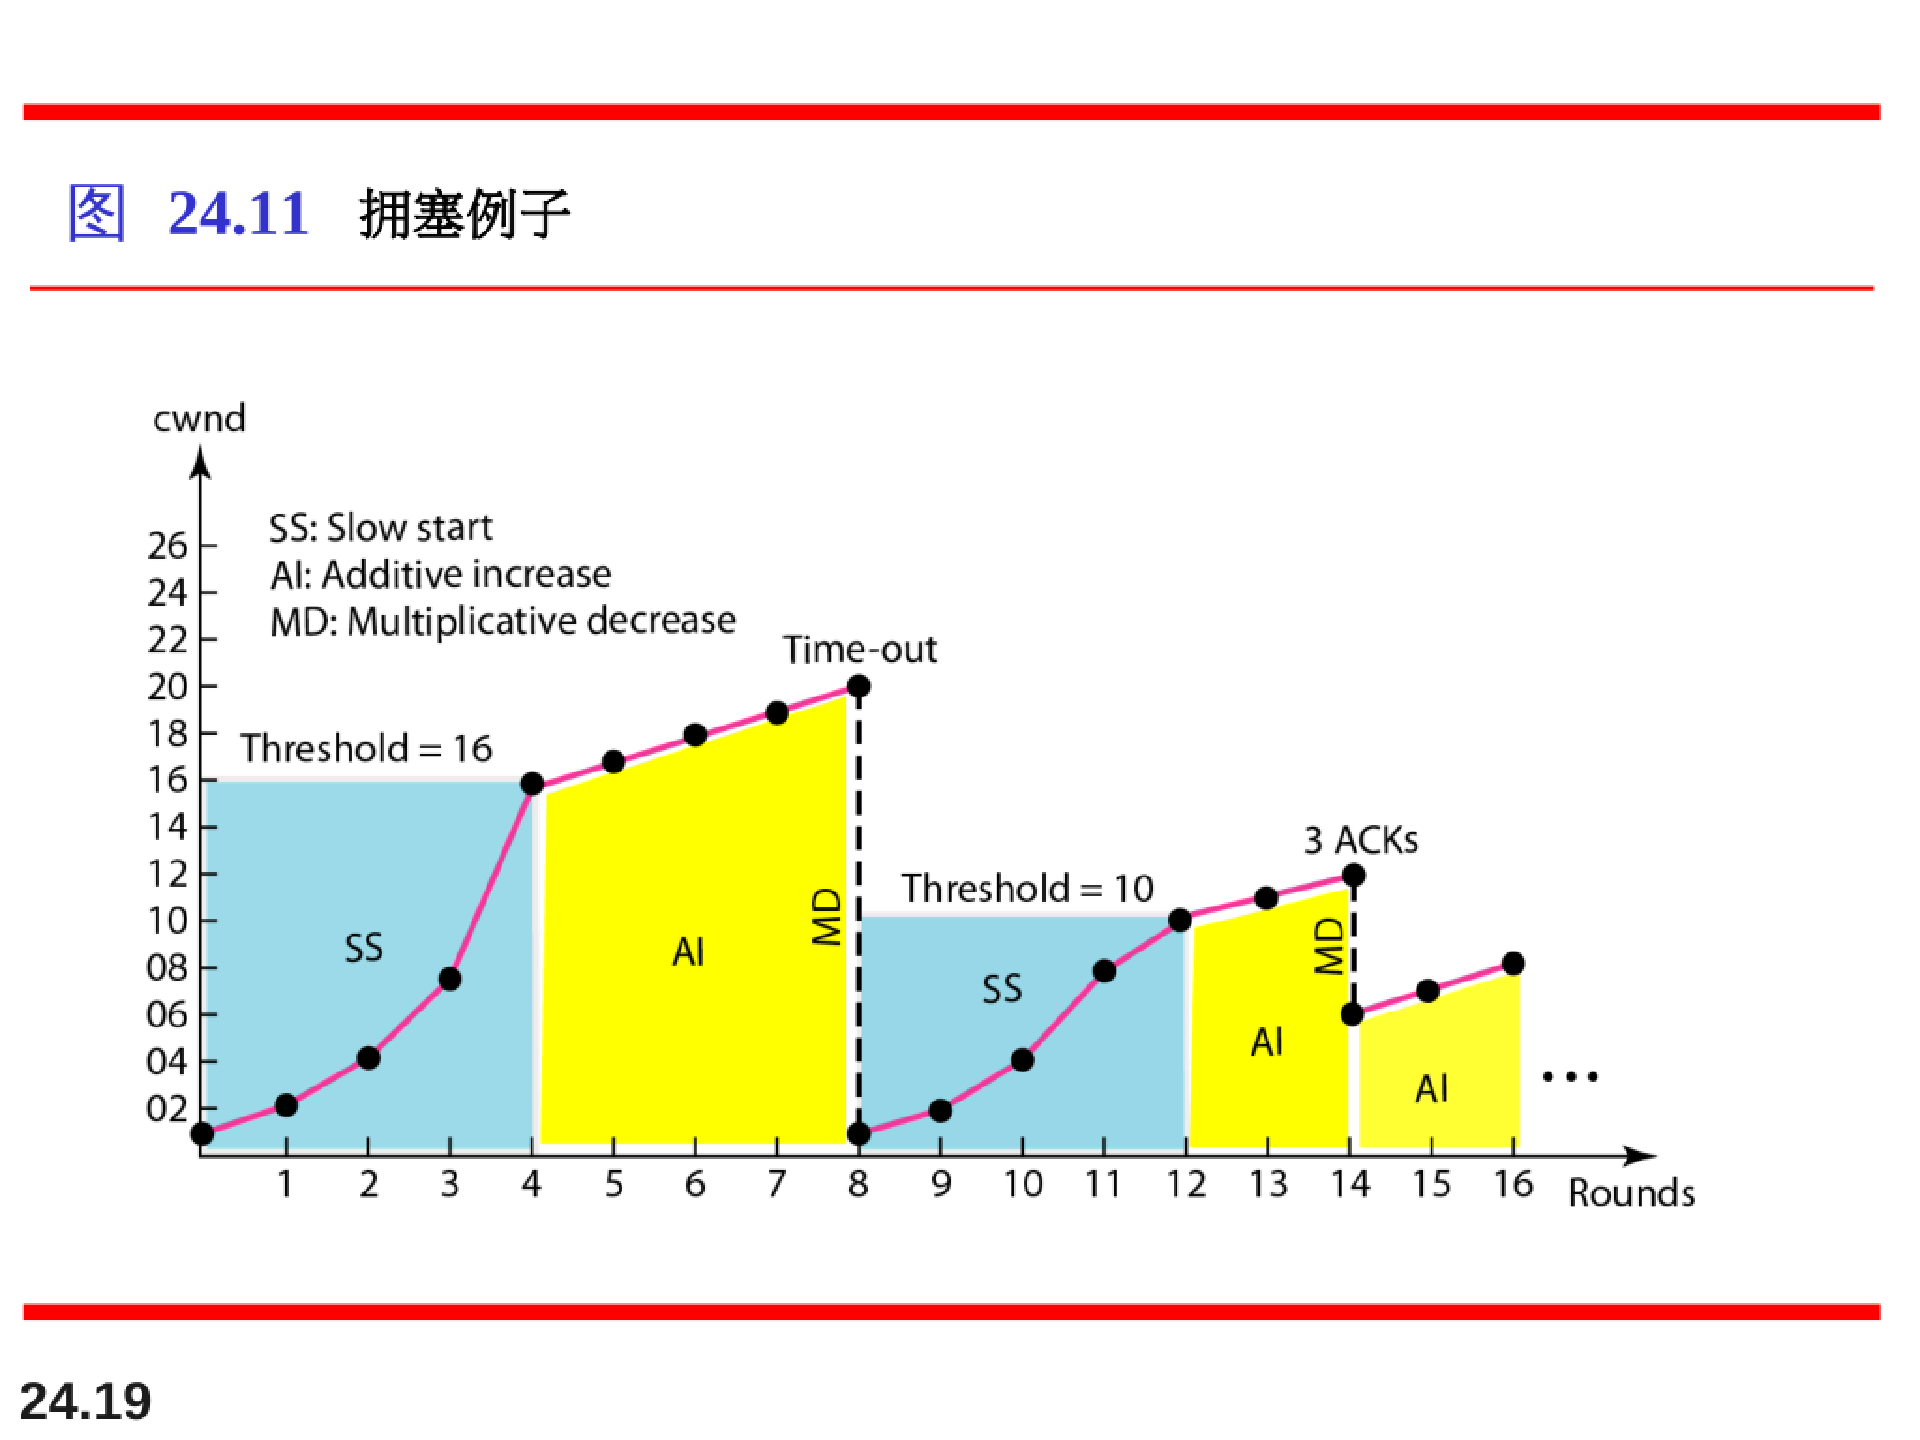 图 24.11 拥塞例子
cwnd
SS: Slow start
AI: Additive increase
MD: Multiplicative decrease
26
24
22
20
18
16
14
12
10
08
06
04
02
Time-out
Threshold = 16
3 ACKs
Threshold = 10
SS
AI
MD
SS
AI
MD
AI
...
1 2 3 4 5 6 7 8 9 10 11 12 13 14 15 16
Rounds
24.19